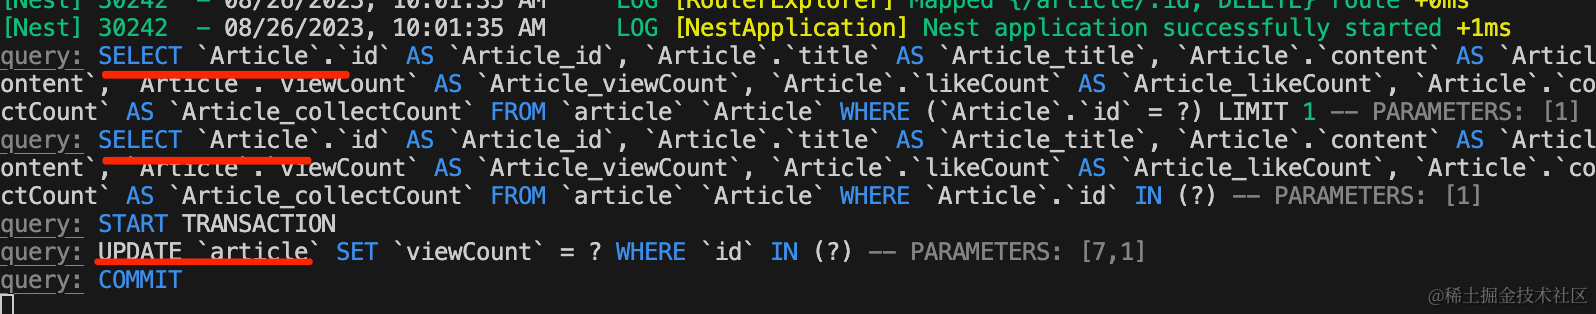 [Nest] 30242 - 08/26/2023, 10:01:35 AM LOG [RouterExplorer] Mapped {/article/:id, DELETE} route +0ms
[Nest] 30242 - 08/26/2023, 10:01:35 AM LOG [NestApplication] Nest application successfully started +1ms
query: SELECT `Article`.`id` AS `Article_id`, `Article`.`title` AS `Article_title`, `Article`.`content` AS `Articl
ontent`, `Article`.`viewCount` AS `Article_viewCount`, `Article`.`likeCount` AS `Article_likeCount`, `Article`.`co
ctCount` AS `Article_collectCount` FROM `article` `Article` WHERE (`Article`.`id` = ?) LIMIT 1 -- PARAMETERS: [1]
query: SELECT `Article`.`id` AS `Article_id`, `Article`.`title` AS `Article_title`, `Article`.`content` AS `Articl
ontent`, `Article`.`viewCount` AS `Article_viewCount`, `Article`.`likeCount` AS `Article_likeCount`, `Article`.`co
ctCount` AS `Article_collectCount` FROM `article` `Article` WHERE `Article`.`id` IN (?) -- PARAMETERS: [1]
query: START TRANSACTION
query: UPDATE `article` SET `viewCount` = ? WHERE `id` IN (?) -- PARAMETERS: [7,1]
query: COMMIT
@稀土掘金技术社区